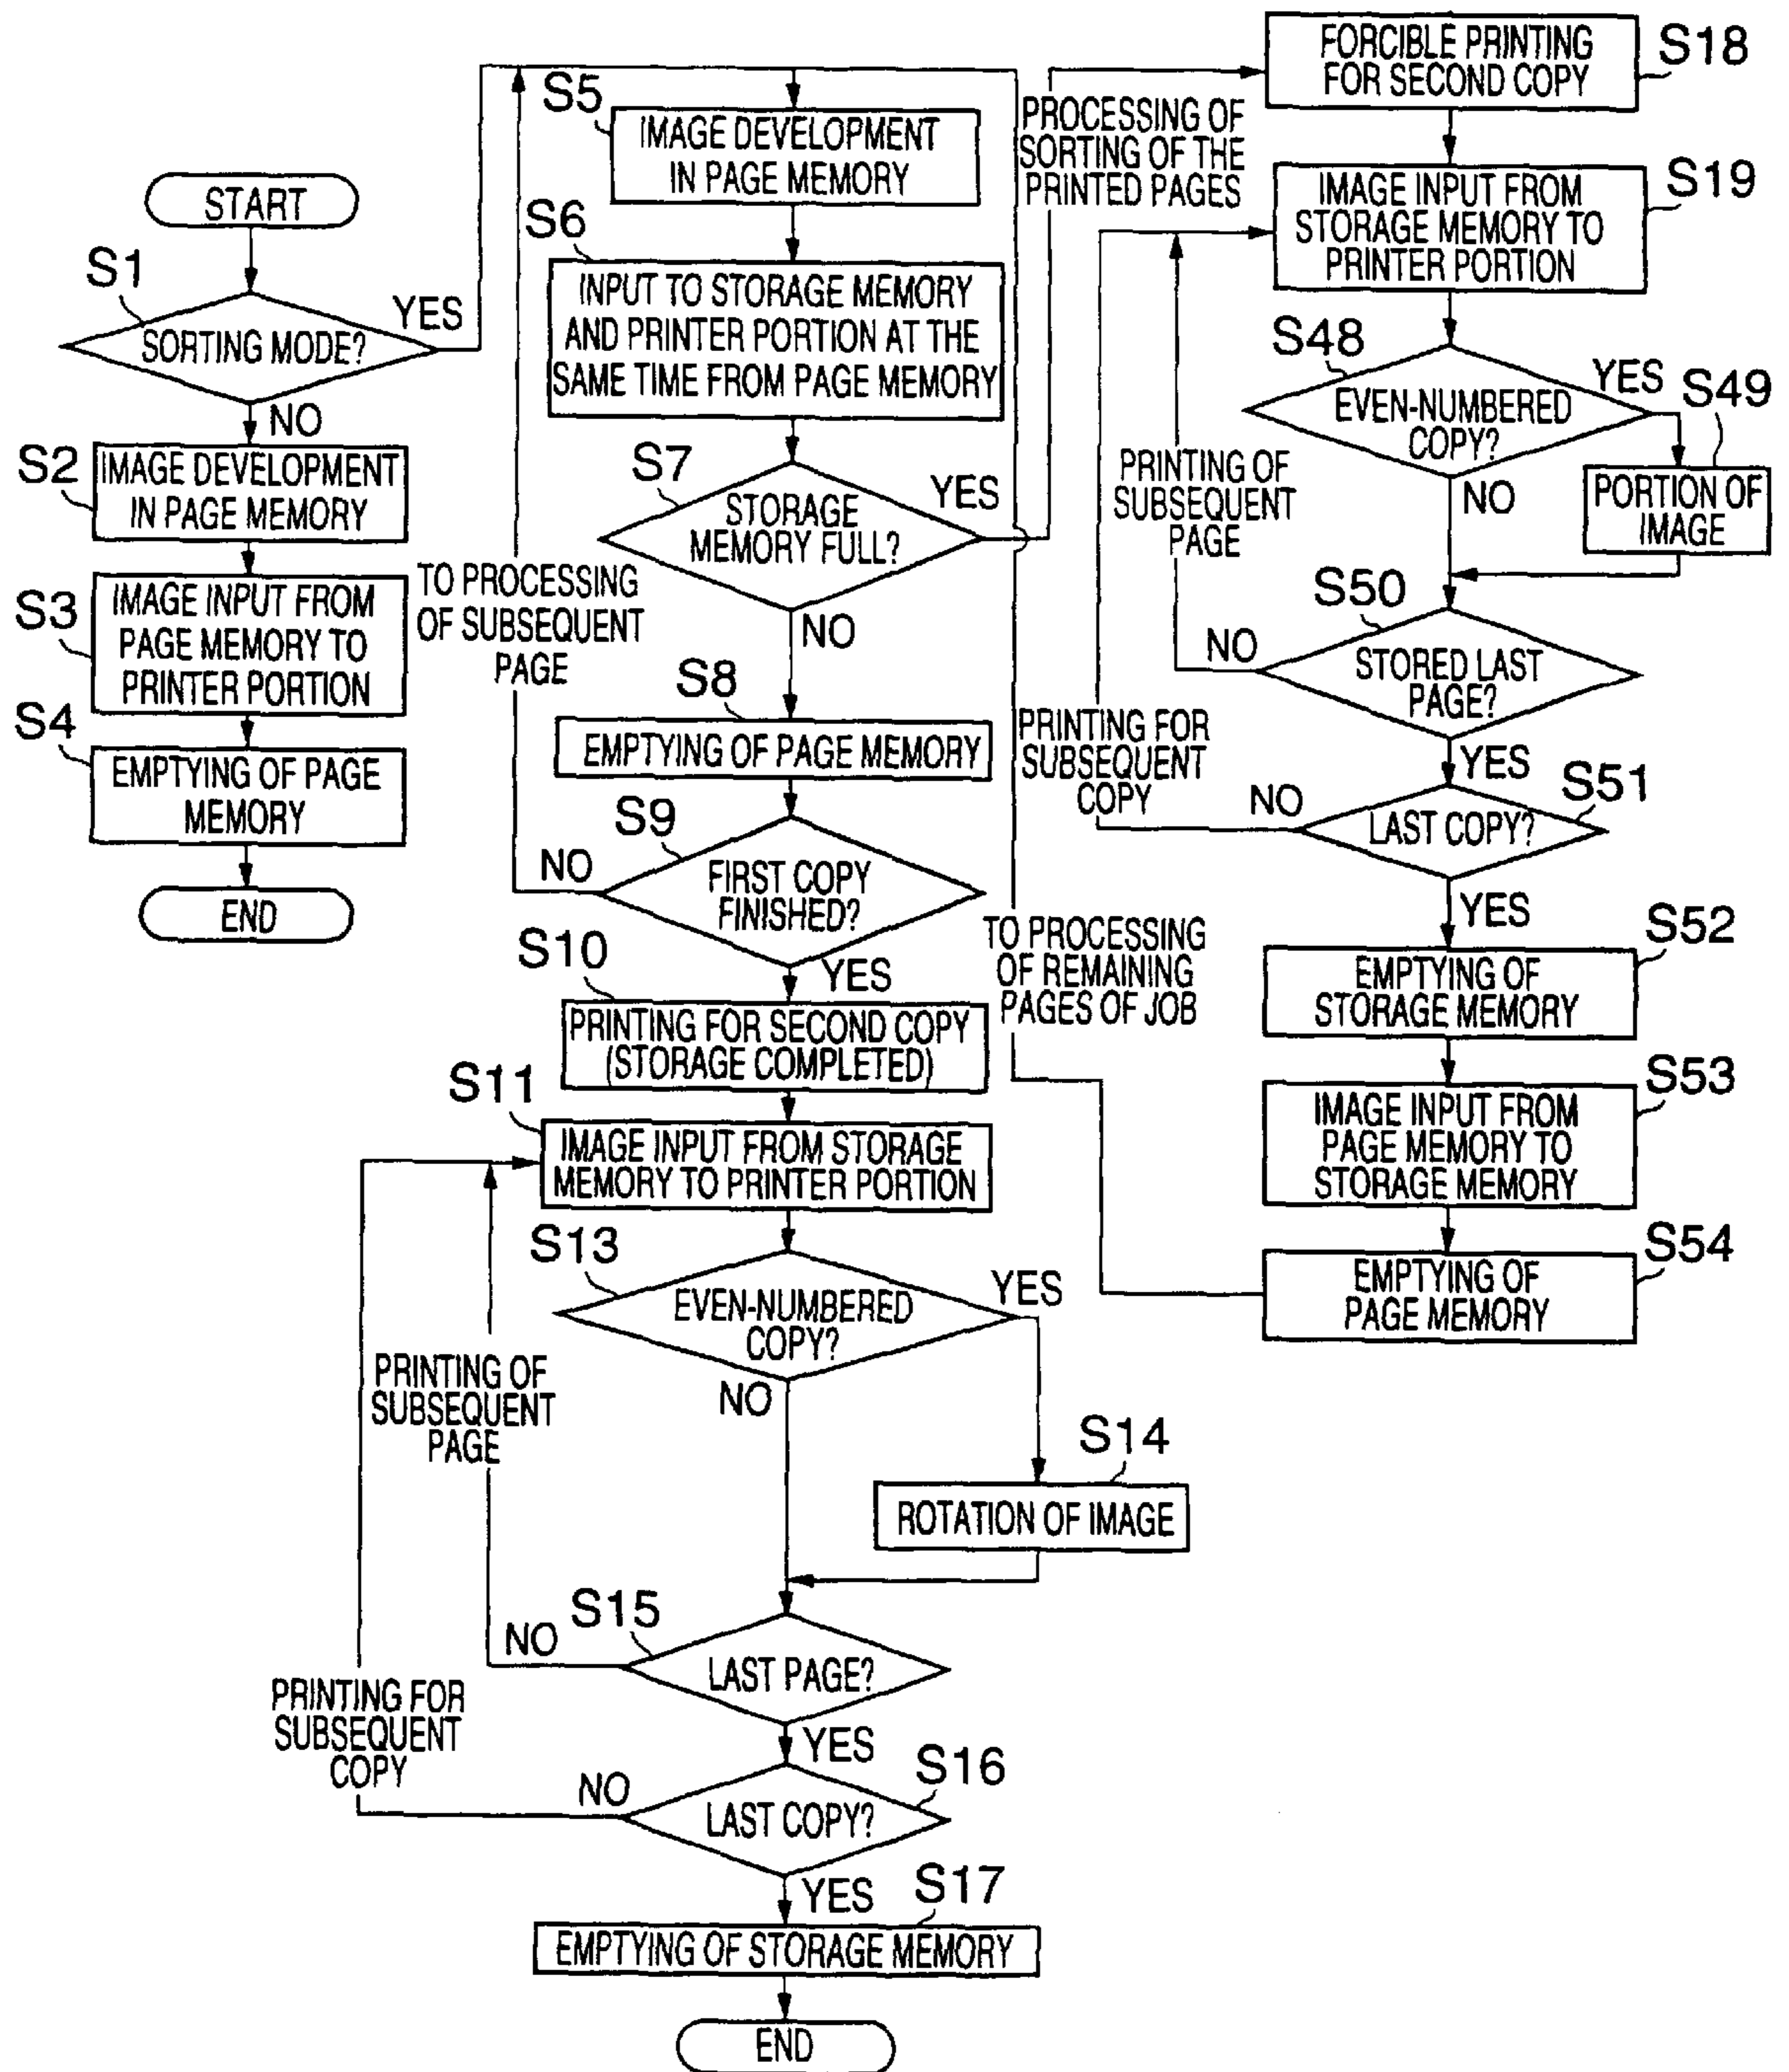 START
S1
SORTING MODE?
YES
NO
S2
IMAGE DEVELOPMENT
IN PAGE MEMORY
S3
IMAGE INPUT FROM
PAGE MEMORY TO
PRINTER PORTION
S4
EMPTYING OF PAGE
MEMORY
END
S5
IMAGE DEVELOPMENT
IN PAGE MEMORY
S6
INPUT TO STORAGE MEMORY
AND PRINTER PORTION AT THE
SAME TIME FROM PAGE MEMORY
S7
STORAGE
MEMORY FULL?
YES
NO
TO PROCESSING
OF SUBSEQUENT
PAGE
S8
EMPTYING OF PAGE MEMORY
S9
FIRST COPY
FINISHED?
NO
YES
S10
PRINTING FOR SECOND COPY
(STORAGE COMPLETED)
S11
IMAGE INPUT FROM STORAGE
MEMORY TO PRINTER PORTION
S13
EVEN-NUMBERED
COPY?
YES
NO
S14
ROTATION OF IMAGE
PRINTING OF
SUBSEQUENT
PAGE
S15
LAST PAGE?
NO
YES
PRINTING FOR
SUBSEQUENT
COPY
S16
LAST COPY?
NO
YES
S17
EMPTYING OF STORAGE MEMORY
END
PROCESSING OF
SORTING OF THE
PRINTED PAGES
S18
FORCIBLE PRINTING
FOR SECOND COPY
S19
IMAGE INPUT FROM
STORAGE MEMORY TO
PRINTER PORTION
S48
EVEN-NUMBERED
COPY?
YES
NO
S49
PORTION OF
IMAGE
PRINTING OF
SUBSEQUENT
PAGE
S50
STORED LAST
PAGE?
NO
YES
PRINTING FOR
SUBSEQUENT
COPY
S51
LAST COPY?
NO
YES
S52
EMPTYING OF
STORAGE MEMORY
S53
IMAGE INPUT FROM
PAGE MEMORY TO
STORAGE MEMORY
S54
EMPTYING OF
PAGE MEMORY
TO PROCESSING
OF REMAINING
PAGES OF JOB